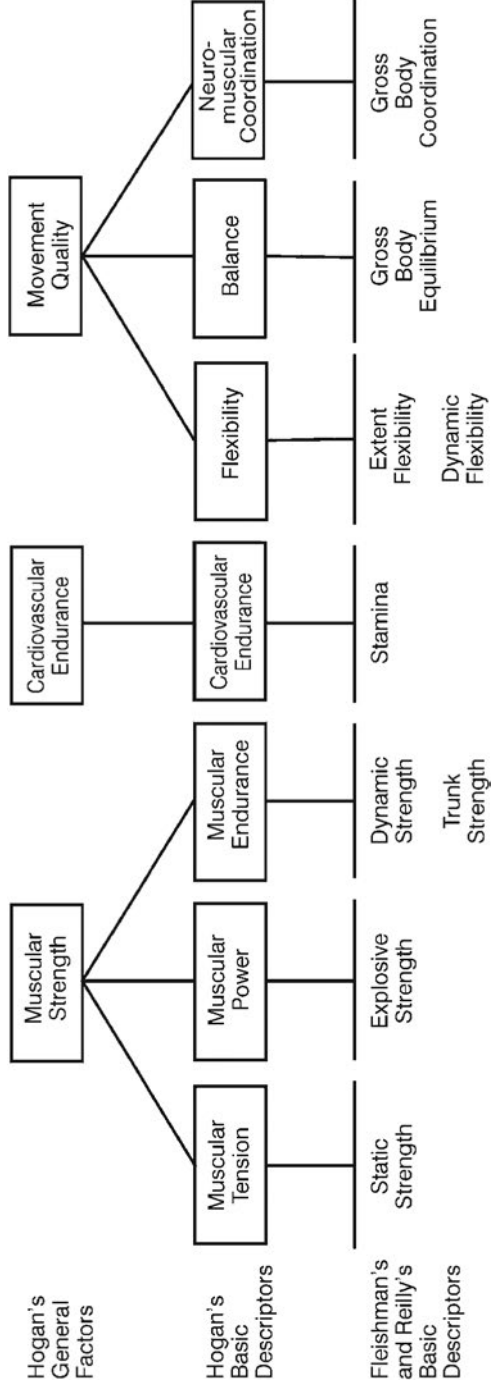 Hogan's
General
Factors
Muscular
Strength
Cardiovascular
Endurance
Movement
Quality
Hogan's
Basic
Descriptors
Muscular
Tension
Muscular
Power
Muscular
Endurance
Cardiovascular
Endurance
Flexibility
Balance
Neuro-
muscular
Coordination
Fleishman's
and Reilly's
Basic
Descriptors
Static
Strength
Explosive
Strength
Dynamic
Strength
Trunk
Strength
Stamina
Extent
Flexibility
Dynamic
Flexibility
Gross
Body
Equilibrium
Gross
Body
Coordination